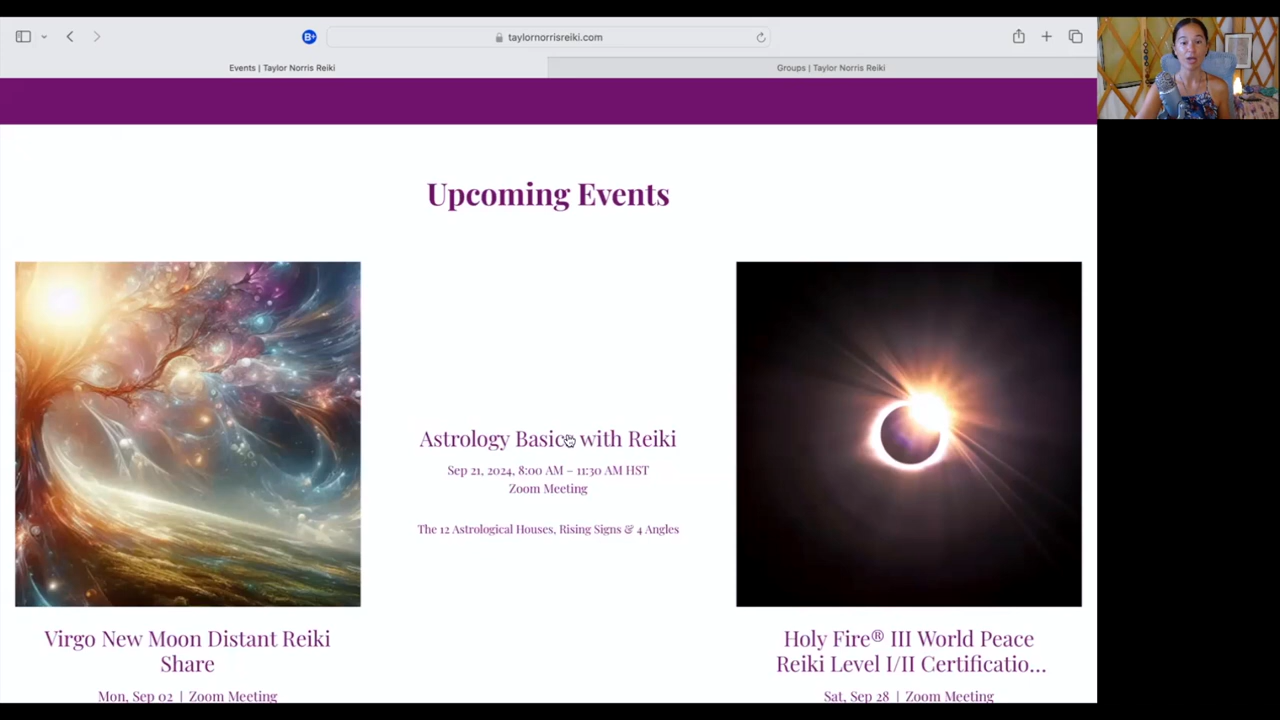 taylornorrisreiki.com
Events | Taylor Norris Reiki
Groups | Taylor Norris Reiki
Upcoming Events
Virgo New Moon Distant Reiki
Share
Mon, Sep 02 | Zoom Meeting
Astrology Basics with Reiki
Sep 21, 2024, 8:00 AM – 11:30 AM HST
Zoom Meeting
The 12 Astrological Houses, Rising Signs & 4 Angles
Holy Fire® III World Peace
Reiki Level I/II Certificatio...
Sat, Sep 28 | Zoom Meeting